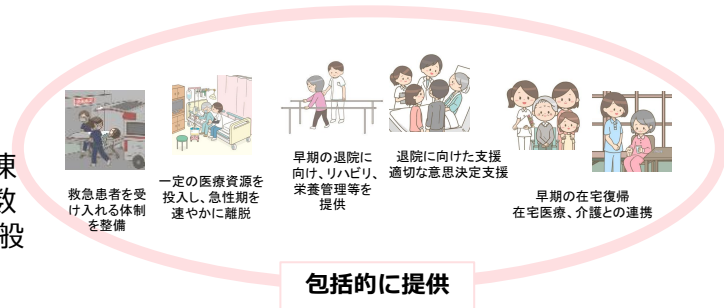 棟
数
般
救急患者を受
け入れる体制
を整備
一定の医療資源を
投入し、急性期を
速やかに離脱
早期の退院に
向け、リハビリ、
栄養管理等を
提供
退院に向けた支援
適切な意思決定支援
早期の在宅復帰
在宅医療、介護との連携
包括的に提供